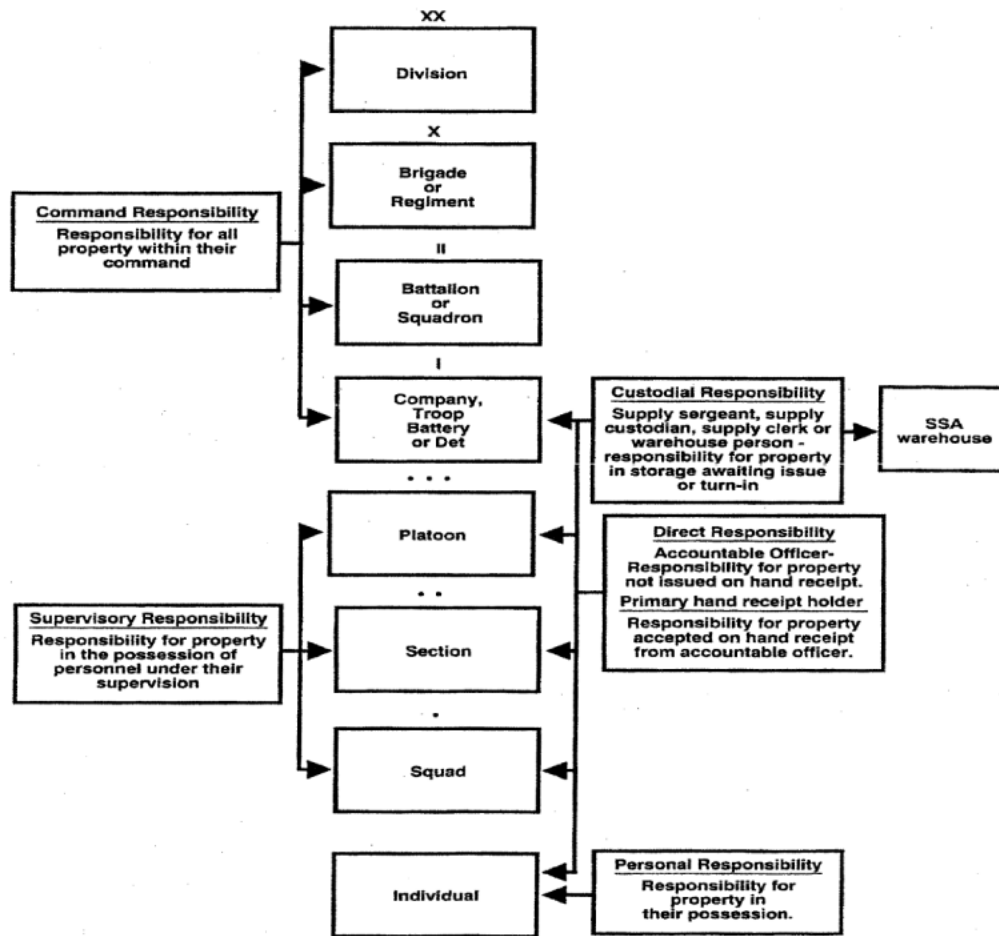 XX
Division
X
Brigade
or
Regiment
Command Responsibility
Responsibility for all
property within their
command
II
Battalion
or
Squadron
I
Company,
Troop
Battery
or Det
Custodial Responsibility
Supply sergeant, supply
custodian, supply clerk or
warehouse person -
responsibility for property
in storage awaiting issue
or turn-in
SSA
warehouse
• • •
Platoon
Direct Responsibility
Accountable Officer-
Responsibility for property
not issued on hand receipt.
Primary hand receipt holder
Responsibility for property
accepted on hand receipt
from accountable officer.
• •
Supervisory Responsibility
Responsibility for property
in the possession of
personnel under their
supervision
Section
•
Squad
Individual
Personal Responsibility
Responsibility for
property in
their possession.